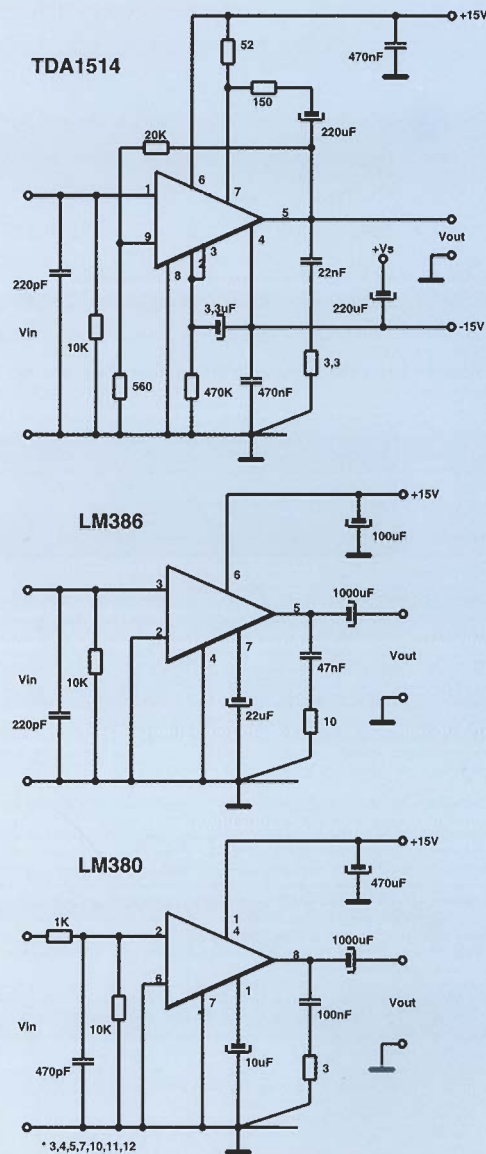 +15V
52
470nF
TDA1514
150
220uF
20K
6
7
1
5
4
+Vs
Vout
9
3
2
8
22nF
220pF
3,3uF
220uF
Vin
-15V
10K
3,3
560
470K
470nF
+15V
LM386
100uF
6
1000uF
3
5
2
7
4
47nF
Vout
Vin
10K
22uF
10
220pF
+15V
LM380
470uF
1
4
1K
1000uF
2
8
6
1
* 7
100nF
Vout
Vin
10K
470pF
10uF
3
* 3,4,5,7,10,11,12